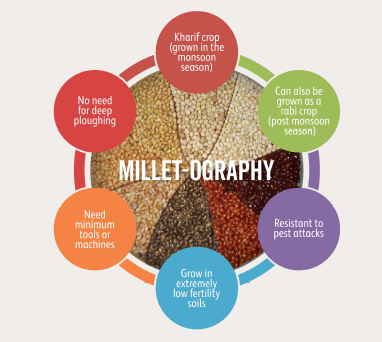 Kharif crop
(grown in the
monsoon
season)
Can also be
grown as a
rabi crop
(post monsoon
season)
Resistant to
pest attacks
Grow in
extremely
low fertility
soils
Need
minimum
tools or
machines
No need
for deep
ploughing
MILLET-OGRAPHY